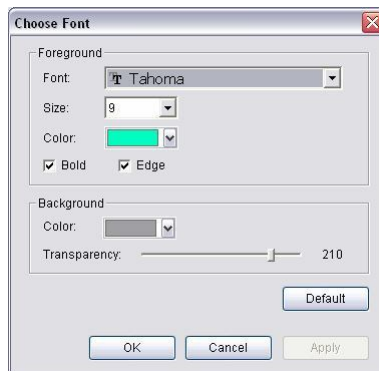 Choose Font
Foreground
Font: Tahoma
Size: 9
Color:
Bold Edge
Background
Color:
Transparency: 210
Default
OK Cancel Apply